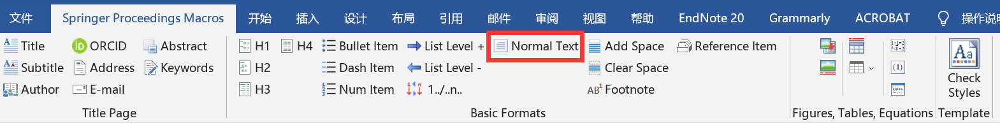 文件 Springer Proceedings Macros 开始 插入 设计 布局 引用 邮件 审阅 视图 帮助 EndNote 20 Grammarly ACROBAT 操作说明
Title ORCID Abstract H1 H4 Bullet Item List Level + Normal Text Add Space Reference Item
Subtitle Address Keywords H2 Dash Item List Level - Clear Space (1) Check
Author E-mail H3 Num Item 1../..n.. AB¹ Footnote Styles
Title Page Basic Formats Figures, Tables, Equations Template